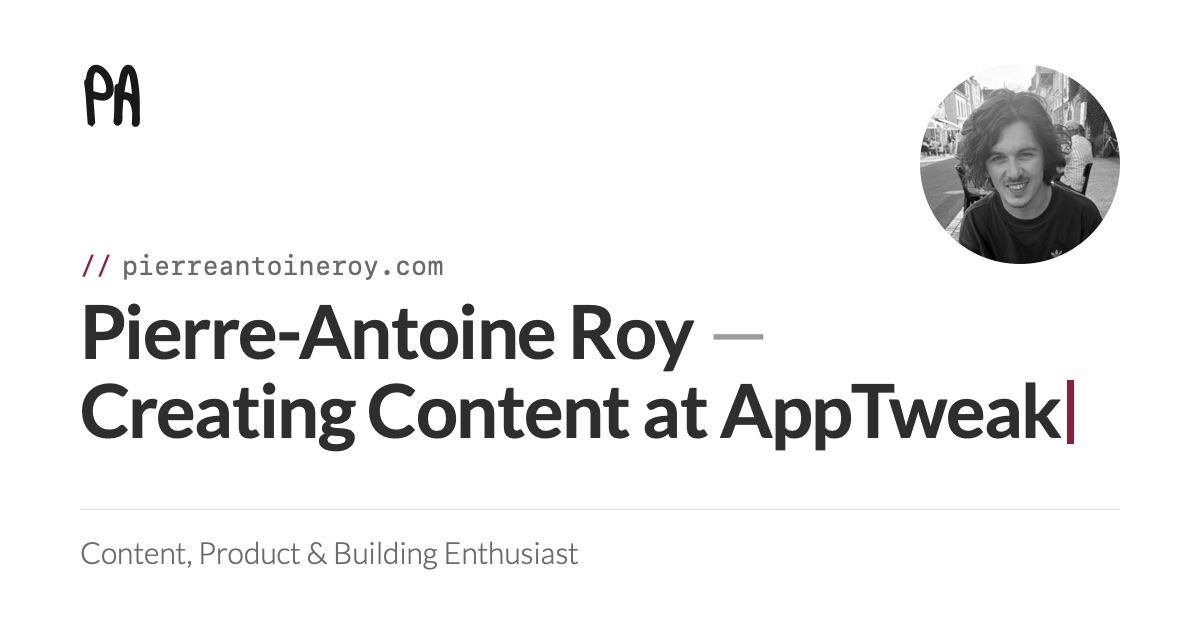 PA
// pierreantoineroy.com
Pierre-Antoine Roy —
Creating Content at AppTweak
Content, Product & Building Enthusiast